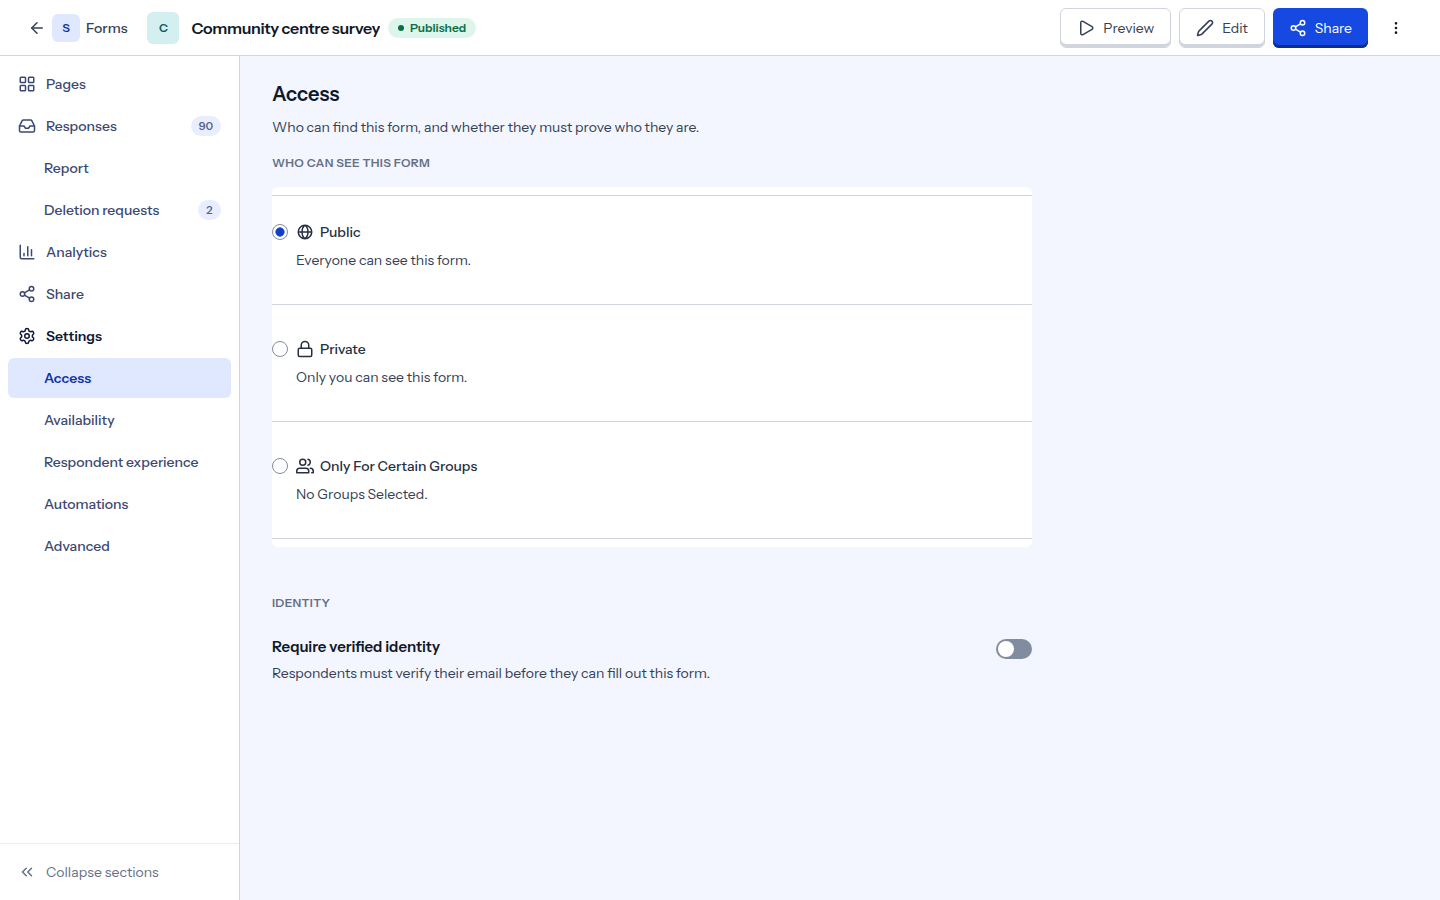 S Forms C Community centre survey Published Preview Edit Share
Pages
Responses 90
Report
Deletion requests 2
Analytics
Share
Settings
Access
Availability
Respondent experience
Automations
Advanced
Collapse sections
Access
Who can find this form, and whether they must prove who they are.
WHO CAN SEE THIS FORM
Public
Everyone can see this form.
Private
Only you can see this form.
Only For Certain Groups
No Groups Selected.
IDENTITY
Require verified identity
Respondents must verify their email before they can fill out this form.